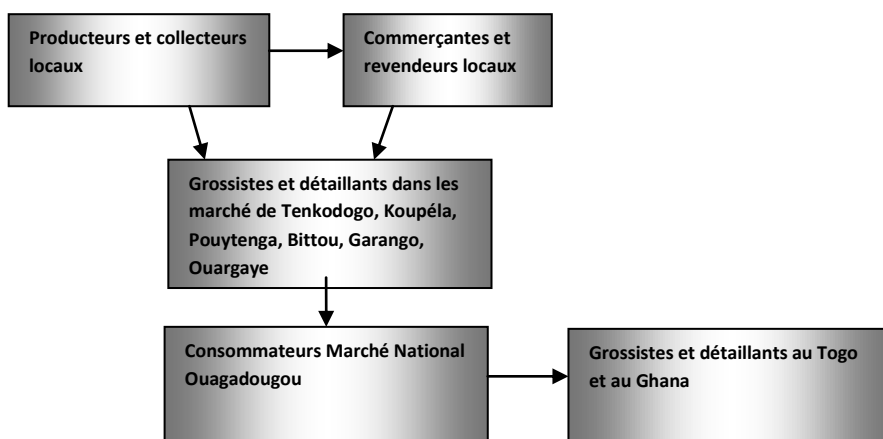 Producteurs et collecteurs
locaux
Commerçantes et
revendeurs locaux
Grossistes et détaillants dans les
marché de Tenkodogo, Koupéla,
Pouytenga, Bittou, Garango,
Ouargaye
Consommateurs Marché National
Ouagadougou
Grossistes et détaillants au Togo
et au Ghana